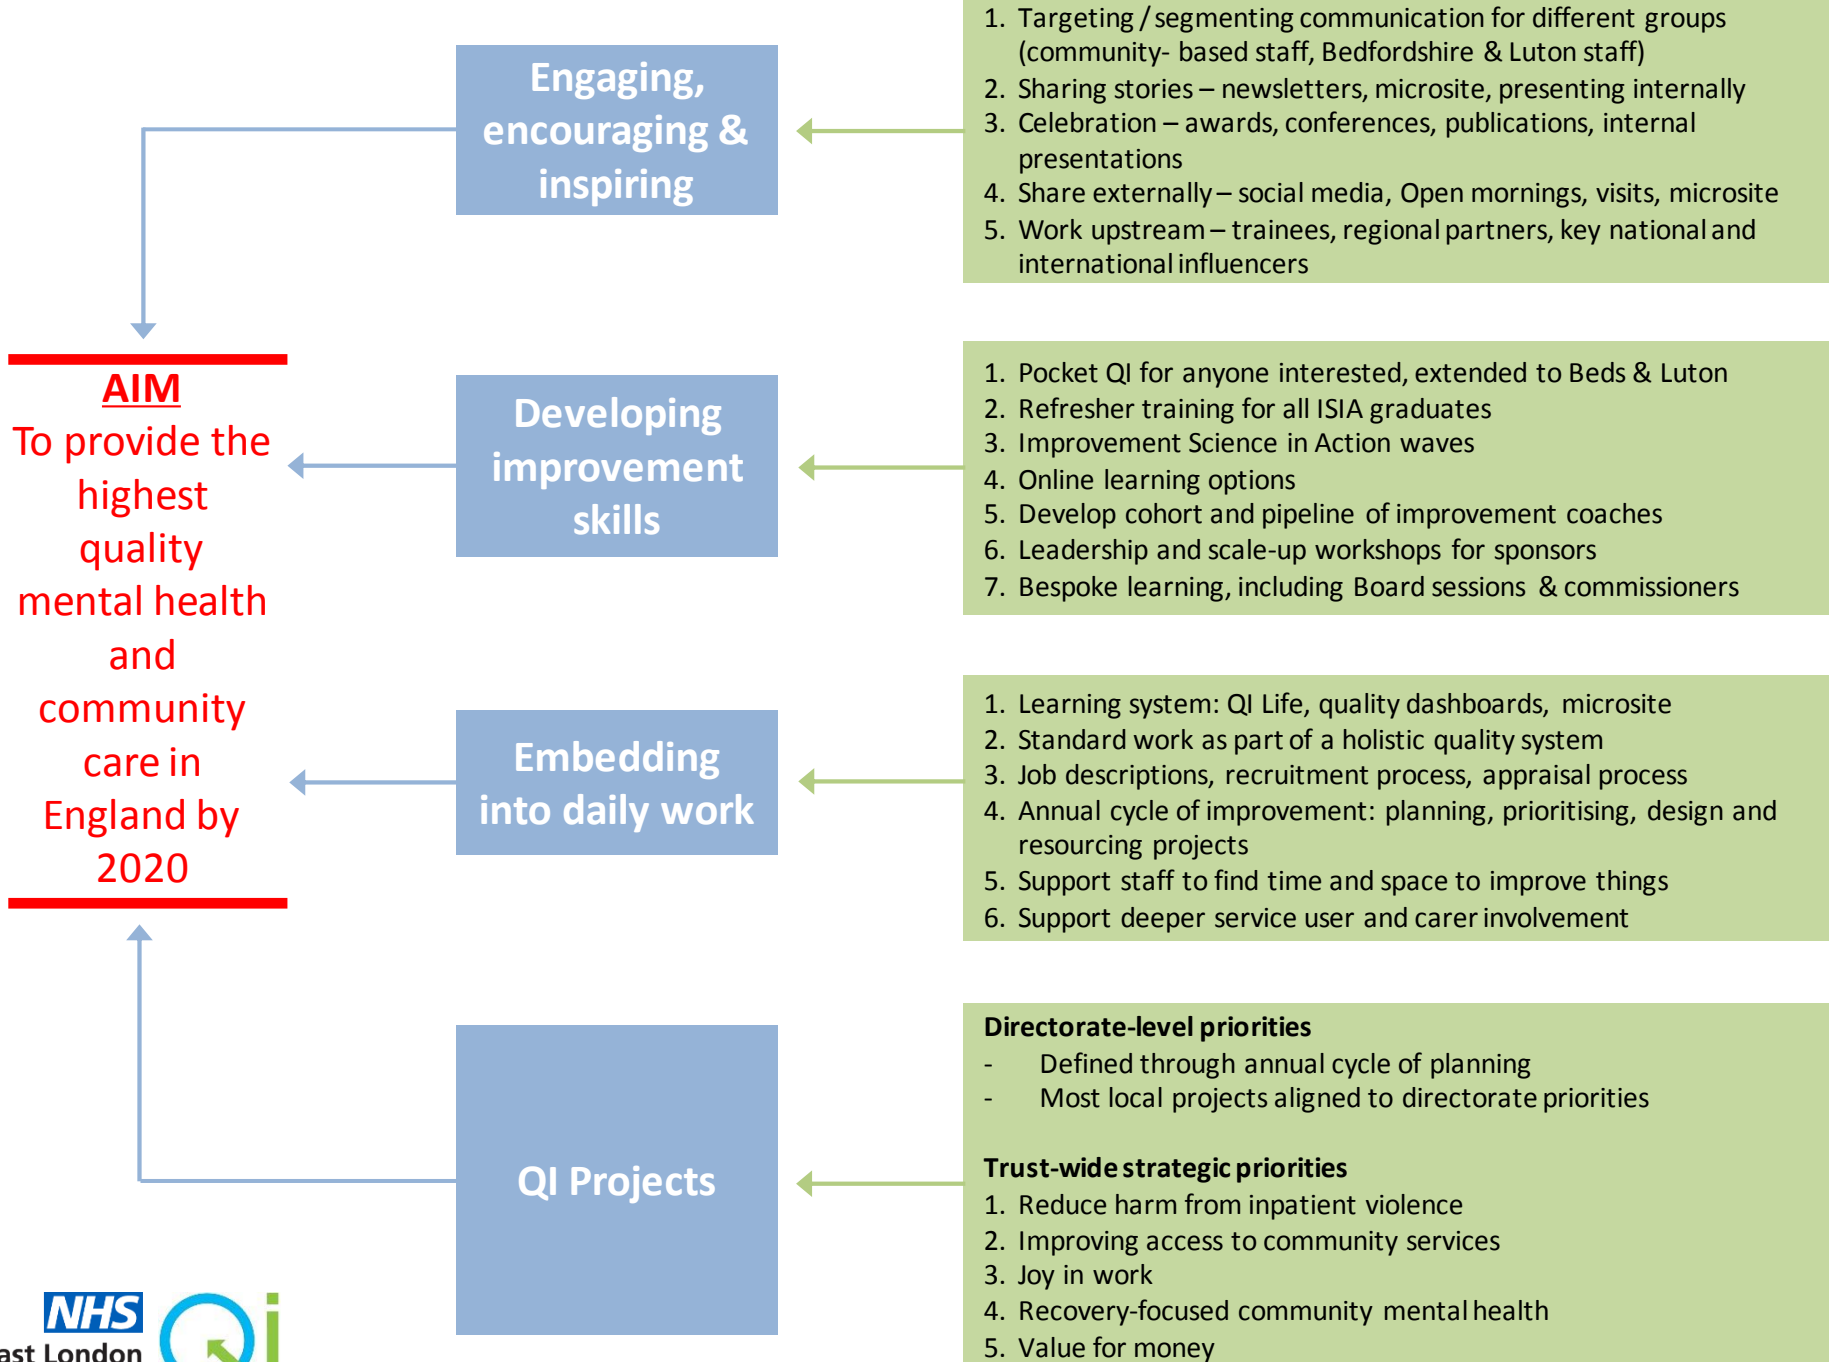 AIM
To provide the
highest
quality
mental health
and
community
care in
England by
2020
Engaging,
encouraging &
inspiring
1. Targeting / segmenting communication for different groups
(community- based staff, Bedfordshire & Luton staff)
2. Sharing stories – newsletters, microsite, presenting internally
3. Celebration – awards, conferences, publications, internal
presentations
4. Share externally – social media, Open mornings, visits, microsite
5. Work upstream – trainees, regional partners, key national and
international influencers
Developing
improvement
skills
1. Pocket QI for anyone interested, extended to Beds & Luton
2. Refresher training for all ISIA graduates
3. Improvement Science in Action waves
4. Online learning options
5. Develop cohort and pipeline of improvement coaches
6. Leadership and scale-up workshops for sponsors
7. Bespoke learning, including Board sessions & commissioners
Embedding
into daily work
1. Learning system: QI Life, quality dashboards, microsite
2. Standard work as part of a holistic quality system
3. Job descriptions, recruitment process, appraisal process
4. Annual cycle of improvement: planning, prioritising, design and
resourcing projects
5. Support staff to find time and space to improve things
6. Support deeper service user and carer involvement
QI Projects
Directorate-level priorities
- Defined through annual cycle of planning
- Most local projects aligned to directorate priorities
Trust-wide strategic priorities
1. Reduce harm from inpatient violence
2. Improving access to community services
3. Joy in work
4. Recovery-focused community mental health
5. Value for money
NHS
ast London
Qi